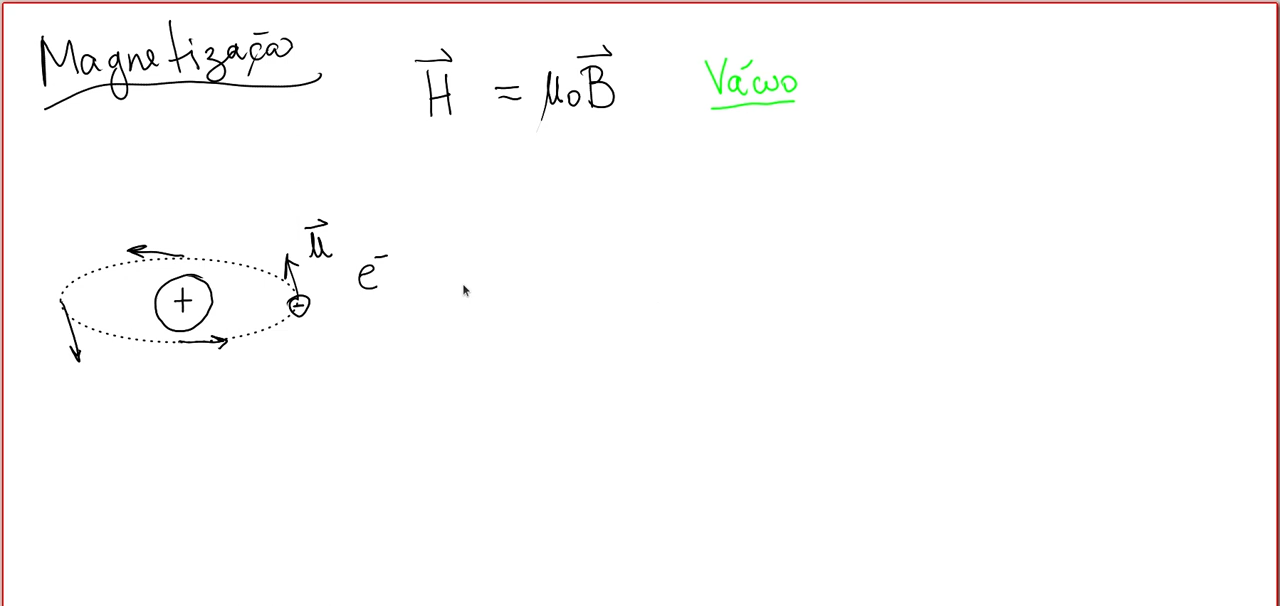 Magnetização
H⃗ = μ₀B⃗ Vácuo
μ⃗
e⁻
+
-